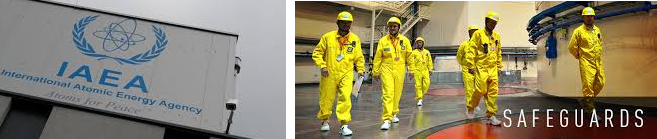 IAEA
International Atomic Energy Agency
Atoms for Peace
SAFEGUARDS